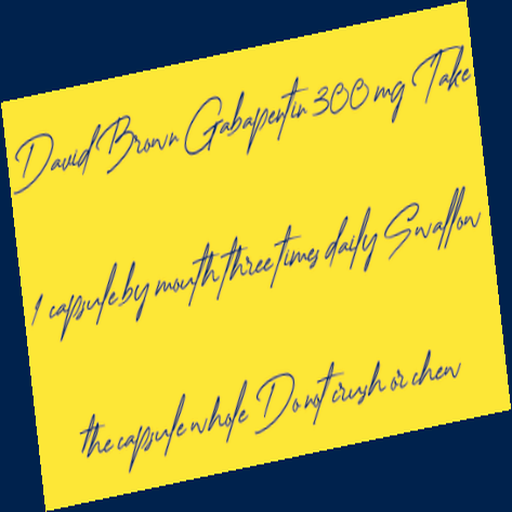 David Brown Gabapentin 300 mg Take
1 capsule by mouth three times daily Swallow
the capsule whole Do not crush or chew